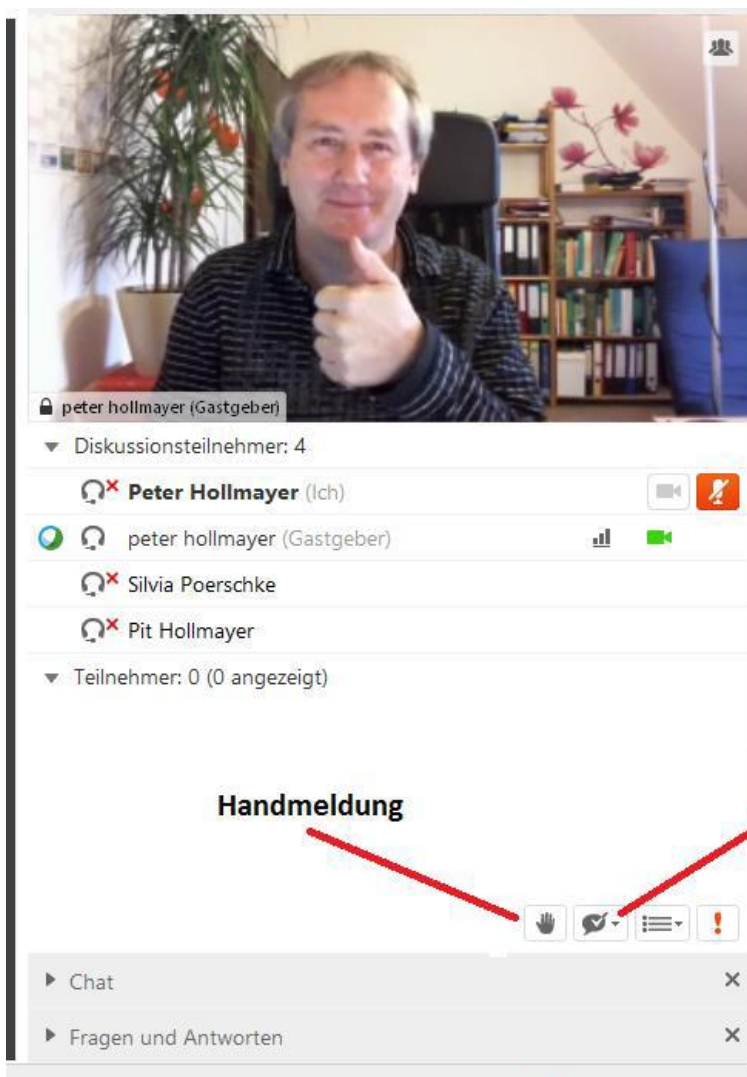 peter hollmayer (Gastgeber)
Diskussionsteilnehmer: 4
Peter Hollmayer (Ich)
peter hollmayer (Gastgeber)
Silvia Poerschke
Pit Hollmayer
Teilnehmer: 0 (0 angezeigt)
Handmeldung
Chat
Fragen und Antworten